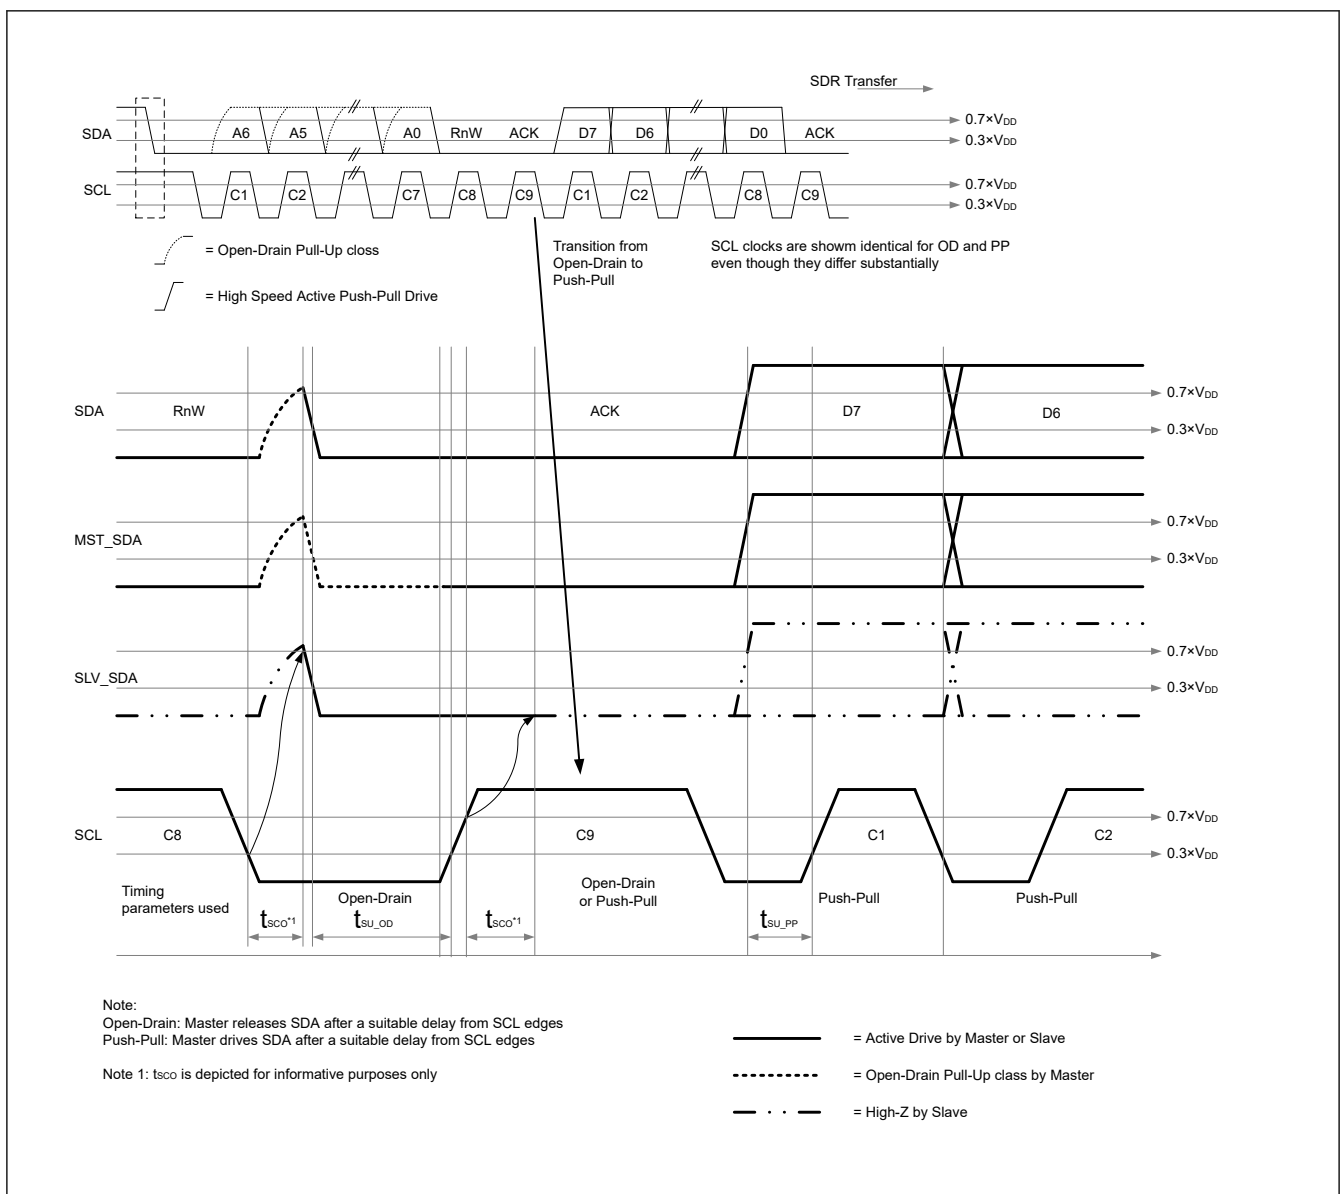 SDR Transfer
SDA A6 A5 A0 RnW ACK D7 D6 D0 ACK
0.7×VDD
0.3×VDD
SCL C1 C2 C7 C8 C9 C1 C2 C8 C9
0.7×VDD
0.3×VDD
= Open-Drain Pull-Up closs
= High Speed Active Push-Pull Drive
Transition from
Open-Drain to
Push-Pull
SCL clocks are showm identical for OD and PP
even though they differ substantially
SDA RnW ACK D7 D6
0.7×VDD
0.3×VDD
MST_SDA
0.7×VDD
0.3×VDD
SLV_SDA
0.7×VDD
0.3×VDD
SCL C8 C9 C1 C2
0.7×VDD
0.3×VDD
Timing
parameters used
Open-Drain
Open-Drain
or Push-Pull
Push-Pull
Push-Pull
tSCO*1 tSU_OD tSCO*1 tSU_PP
Note:
Open-Drain: Master releases SDA after a suitable delay from SCL edges
Push-Pull: Master drives SDA after a suitable delay from SCL edges
Note 1: tSCO is depicted for informative purposes only
= Active Drive by Master or Slave
= Open-Drain Pull-Up class by Master
= High-Z by Slave